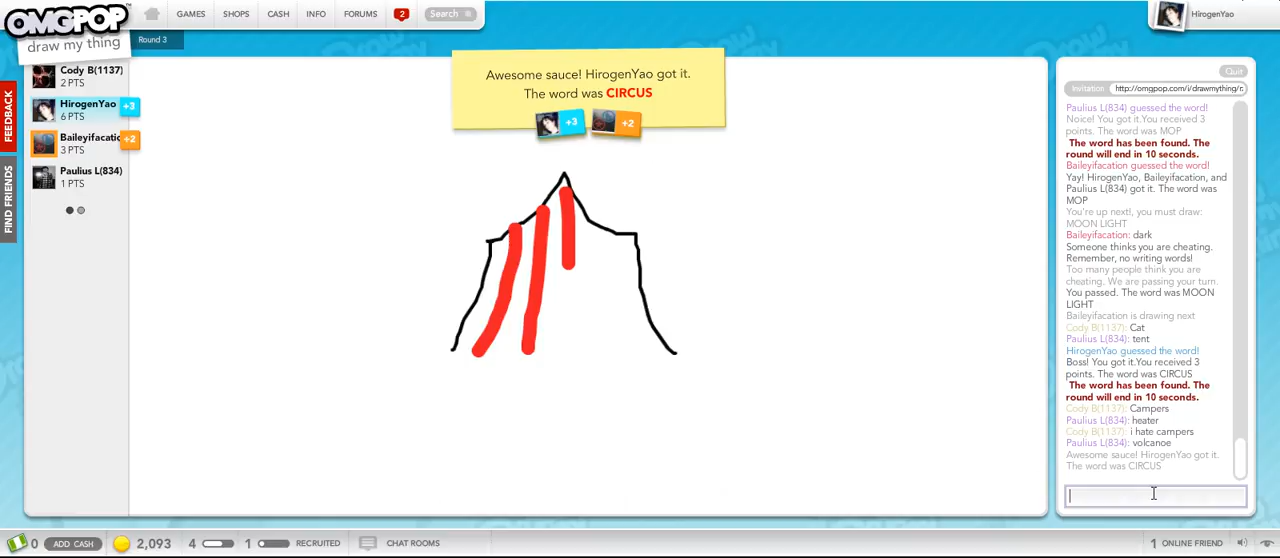 OMGPOP™
draw my thing
GAMES
SHOPS
CASH
INFO
FORUMS
2
Search
HirogenYao
Round 3
FEEDBACK
FIND FRIENDS
Cody B(1137)
2 PTS
HirogenYao
+3
6 PTS
Baileyifacatic
+2
3 PTS
Paulius L(834)
1 PTS
Awesome sauce! HirogenYao got it.
The word was CIRCUS
+3
+2
Quit
Invitation
http://omgpop.com/i/drawmything/r
Paulius L(834) guessed the word!
Noice! You got it.You received 3
points. The word was MOP
The word has been found. The
round will end in 10 seconds.
Baileyifacation guessed the word!
Yay! HirogenYao, Baileyifacation, and
Paulius L(834) got it. The word was
MOP
You're up next!, you must draw:
MOON LIGHT
Baileyifacation: dark
Someone thinks you are cheating.
Remember, no writing words!
Too many people think you are
cheating. We are passing your turn.
You passed. The word was MOON
LIGHT
Baileyifacation is drawing next
Cody B(1137): Cat
Paulius L(834): tent
HirogenYao guessed the word!
Boss! You got it.You received 3
points. The word was CIRCUS
The word has been found. The
round will end in 10 seconds.
Cody B(1137): Campers
Paulius L(834): heater
Cody B(1137): i hate campers
Paulius L(834): volcanoe
Awesome sauce! HirogenYao got it.
The word was CIRCUS
0
ADD CASH
2,093
4
1
RECRUITED
CHAT ROOMS
1 ONLINE FRIEND